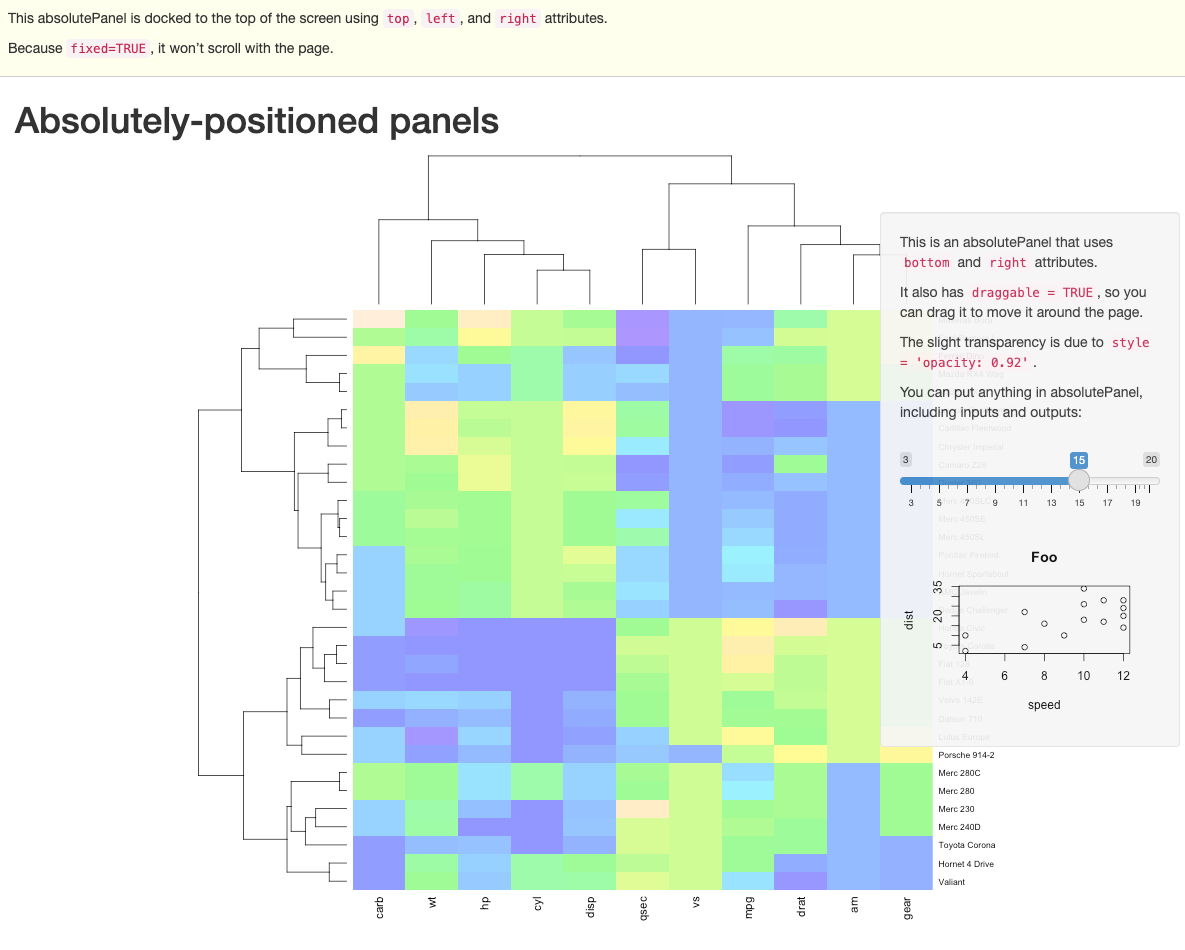 This absolutePanel is docked to the top of the screen using top, left, and right attributes.
Because fixed=TRUE, it won’t scroll with the page.
Absolutely-positioned panels
This is an absolutePanel that uses
bottom and right attributes.
It also has draggable = TRUE, so you
can drag it to move it around the page.
The slight transparency is due to style
= 'opacity: 0.92'.
You can put anything in absolutePanel,
including inputs and outputs:
3 15 20
3 5 7 9 11 13 15 17 19
Foo
dist
35
20
5
4 6 8 10 12
speed
Cadillac Fleetwood
Chrysler Imperial
Camaro Z28
Merc 450SE
Merc 450SL
Pontiac Firebird
Hornet Sportabout
Fiat 128
Volvo 142E
Datsun 710
Lotus Europa
Porsche 914-2
Merc 280C
Merc 280
Merc 230
Merc 240D
Toyota Corona
Hornet 4 Drive
Valiant
carb wt hp cyl disp qsec vs mpg drat am gear